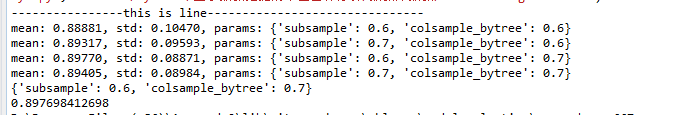 ----------------this is line-------------------------------
mean: 0.88881, std: 0.10470, params: {'subsample': 0.6, 'colsample_bytree': 0.6}
mean: 0.89317, std: 0.09593, params: {'subsample': 0.7, 'colsample_bytree': 0.6}
mean: 0.89770, std: 0.08871, params: {'subsample': 0.6, 'colsample_bytree': 0.7}
mean: 0.89405, std: 0.08984, params: {'subsample': 0.7, 'colsample_bytree': 0.7}
{'subsample': 0.6, 'colsample_bytree': 0.7}
0.897698412698